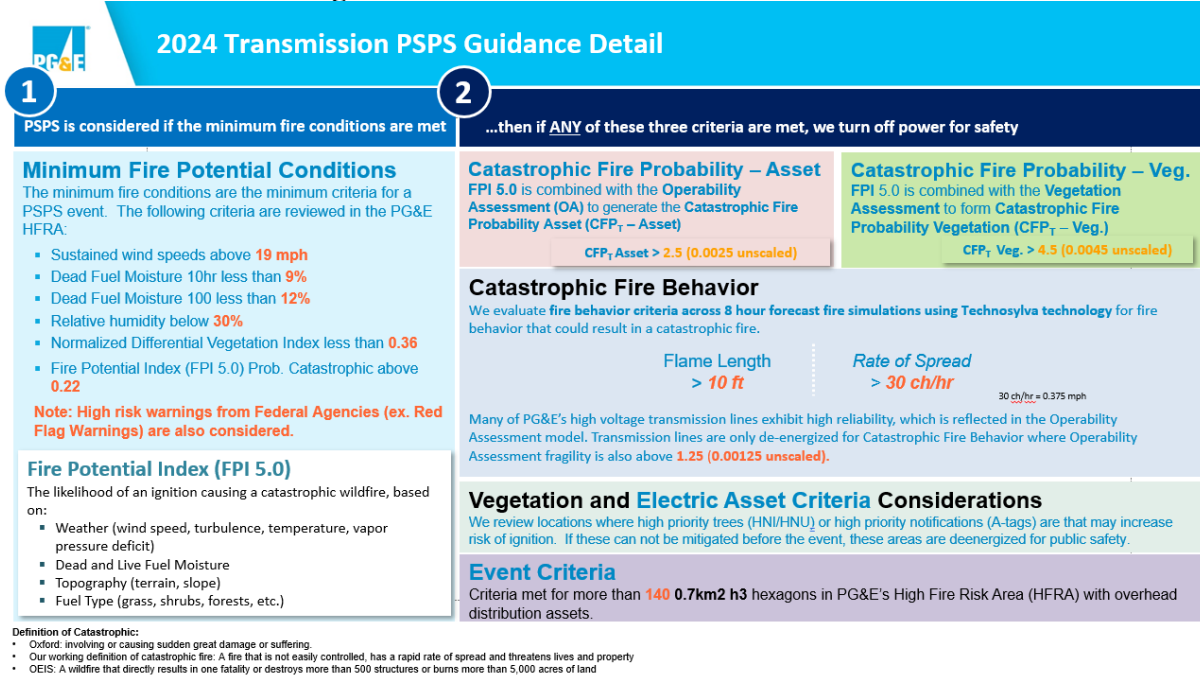 2024 Transmission PSPS Guidance Detail
PG&E
1
PSPS is considered if the minimum fire conditions are met
2
...then if ANY of these three criteria are met, we turn off power for safety
Minimum Fire Potential Conditions
The minimum fire conditions are the minimum criteria for a
PSPS event.  The following criteria are reviewed in the PG&E
HFRA:
▪ Sustained wind speeds above 19 mph
▪ Dead Fuel Moisture 10hr less than 9%
▪ Dead Fuel Moisture 100 less than 12%
▪ Relative humidity below 30%
▪ Normalized Differential Vegetation Index less than 0.36
▪ Fire Potential Index (FPI 5.0) Prob. Catastrophic above
0.22
Note: High risk warnings from Federal Agencies (ex. Red
Flag Warnings) are also considered.
Fire Potential Index (FPI 5.0)
The likelihood of an ignition causing a catastrophic wildfire, based
on:
▪ Weather (wind speed, turbulence, temperature, vapor
pressure deficit)
▪ Dead and Live Fuel Moisture
▪ Topography (terrain, slope)
▪ Fuel Type (grass, shrubs, forests, etc.)
Catastrophic Fire Probability – Asset
FPI 5.0 is combined with the Operability
Assessment (OA) to generate the Catastrophic Fire
Probability Asset (CFPT – Asset)
CFPT Asset > 2.5 (0.0025 unscaled)
Catastrophic Fire Probability – Veg.
FPI 5.0 is combined with the Vegetation
Assessment to form Catastrophic Fire
Probability Vegetation (CFPT – Veg.)
CFPT Veg. > 4.5 (0.0045 unscaled)
Catastrophic Fire Behavior
We evaluate fire behavior criteria across 8 hour forecast fire simulations using Technosylva technology for fire
behavior that could result in a catastrophic fire.
Flame Length
> 10 ft
Rate of Spread
> 30 ch/hr
30 ch/hr = 0.375 mph
Many of PG&E's high voltage transmission lines exhibit high reliability, which is reflected in the Operability
Assessment model. Transmission lines are only de-energized for Catastrophic Fire Behavior where Operability
Assessment fragility is also above 1.25 (0.00125 unscaled).
Vegetation and Electric Asset Criteria Considerations
We review locations where high priority trees (HNI/HNU) or high priority notifications (A-tags) are that may increase
risk of ignition.  If these can not be mitigated before the event, these areas are deenergized for public safety.
Event Criteria
Criteria met for more than 140 0.7km2 h3 hexagons in PG&E's High Fire Risk Area (HFRA) with overhead
distribution assets.
Definition of Catastrophic:
• Oxford: involving or causing sudden great damage or suffering.
• Our working definition of catastrophic fire: A fire that is not easily controlled, has a rapid rate of spread and threatens lives and property
• OEIS: A wildfire that directly results in one fatality or destroys more than 500 structures or burns more than 5,000 acres of land